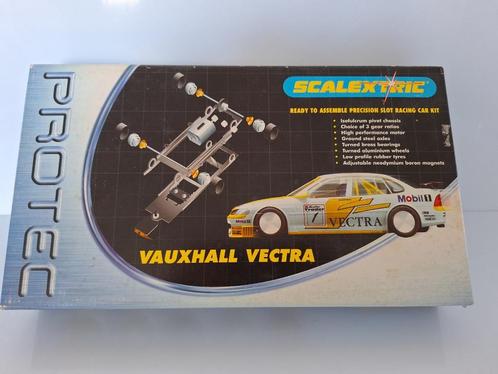 PROTEC
SCALEXTRIC
READY TO ASSEMBLE PRECISION SLOT RACING CAR KIT
• Isofulcrum pivot chassis
• Choice of 3 gear ratios
• High performance motor
• Ground steel axles
• Turned brass bearings
• Turned aluminium wheels
• Low profile rubber tyres
• Adjustable neodymium boron magnets
Mobil 1
Trader
1
VECTRA
VAUXHALL VECTRA